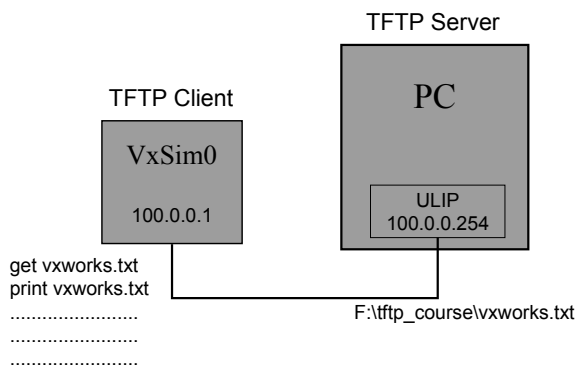 TFTP Server
PC
TFTP Client
VxSim0
100.0.0.1
ULIP
100.0.0.254
get vxworks.txt
print vxworks.txt
........................
........................
........................
F:\tftp_course\vxworks.txt